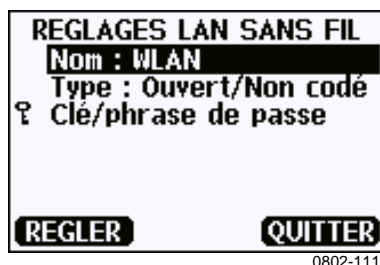 REGLAGES LAN SANS FIL
Nom : WLAN
Type : Ouvert/Non codé
Clé/phrase de passe
REGLER QUITTER
0802-111